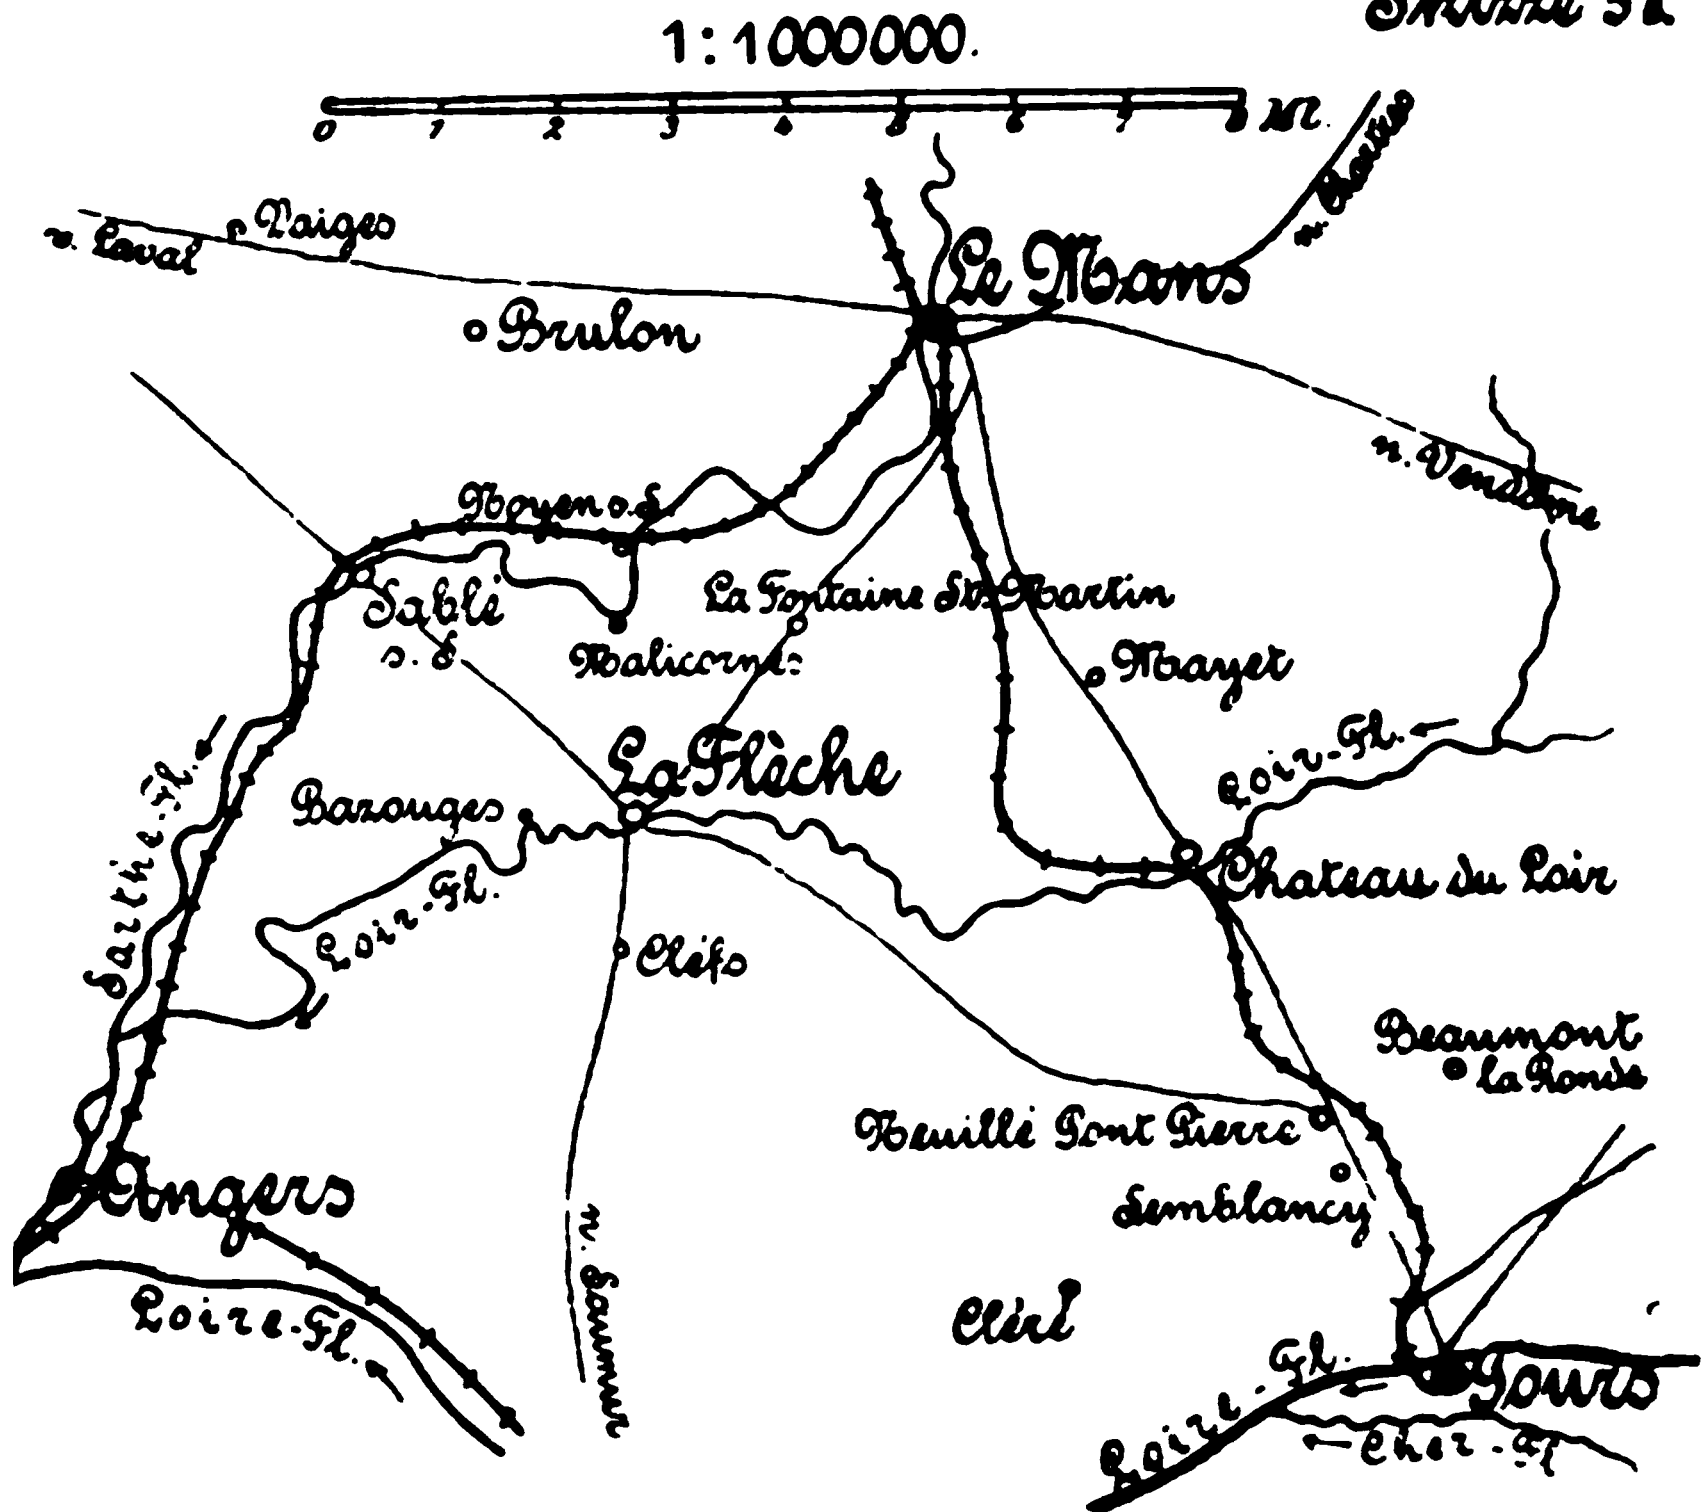 1:1000000.
0 1 2 3 4 5 6 7 8 M.
n. Laval
Vaiges
Le Mans
Brulon
n. Vendôme
Noyen s.S.
Sablé
s. S
La Fontaine St. Martin
Malicorne
Mayet
La Flèche
Loir-Fl.
Bazouges
Sarthe-Fl.
Loir-Fl.
Chateau du Loir
Cléfs
Beaumont
la Ronde
Neuillé Pont Pierre
Semblancy
Angers
n. Saumur
Loire-Fl.
Cléré
Loire-Fl.
Tours
Cher-Fl